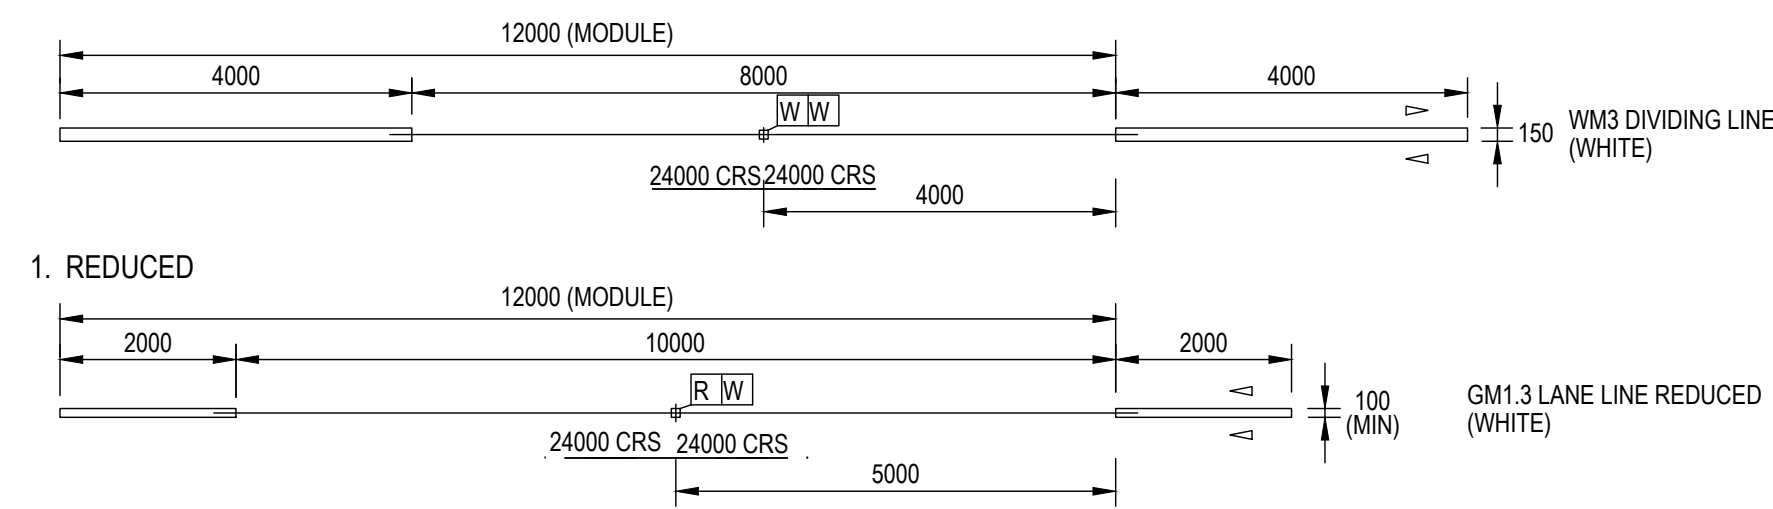 12000 (MODULE)
4000 8000 4000
W W
150 WM3 DIVIDING LINE
(WHITE)
24000 CRS 24000 CRS
4000
1. REDUCED
12000 (MODULE)
2000 10000 2000
R W
100
(MIN)
GM1.3 LANE LINE REDUCED
(WHITE)
24000 CRS 24000 CRS
5000